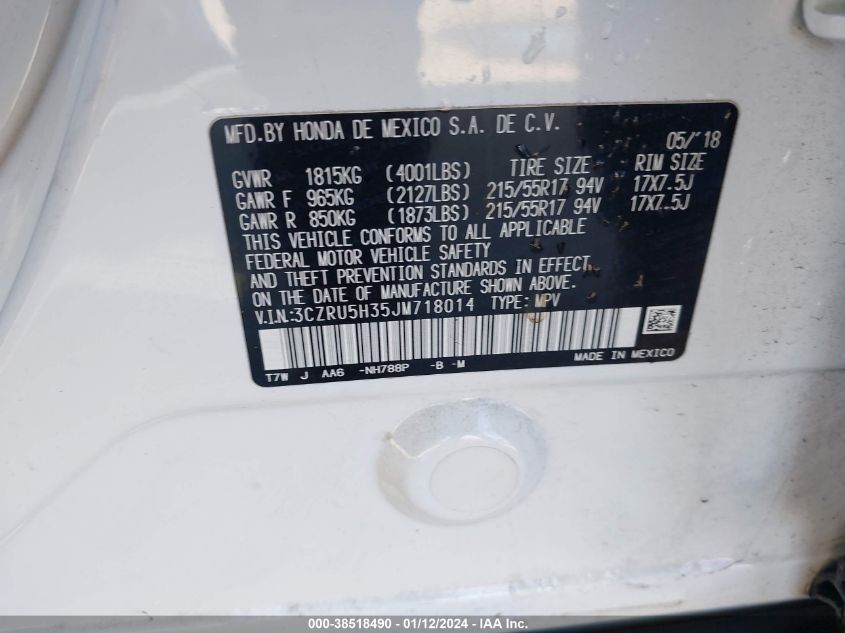 MFD.BY HONDA DE MEXICO S.A. DE C.V. 05/'18
GVWR 1815KG (4001LBS) TIRE SIZE RIM SIZE
GAWR F 965KG (2127LBS) 215/55R17 94V 17X7.5J
GAWR R 850KG (1873LBS) 215/55R17 94V 17X7.5J
THIS VEHICLE CONFORMS TO ALL APPLICABLE
FEDERAL MOTOR VEHICLE SAFETY
AND THEFT PREVENTION STANDARDS IN EFFECT
ON THE DATE OF MANUFACTURE SHOWN ABOVE.
V.I.N.:3CZRU5H35JM718014 TYPE: MPV
T7W J AA6 -NH788P -B -M MADE IN MEXICO
000-38518490 - 01/12/2024 - IAA Inc.